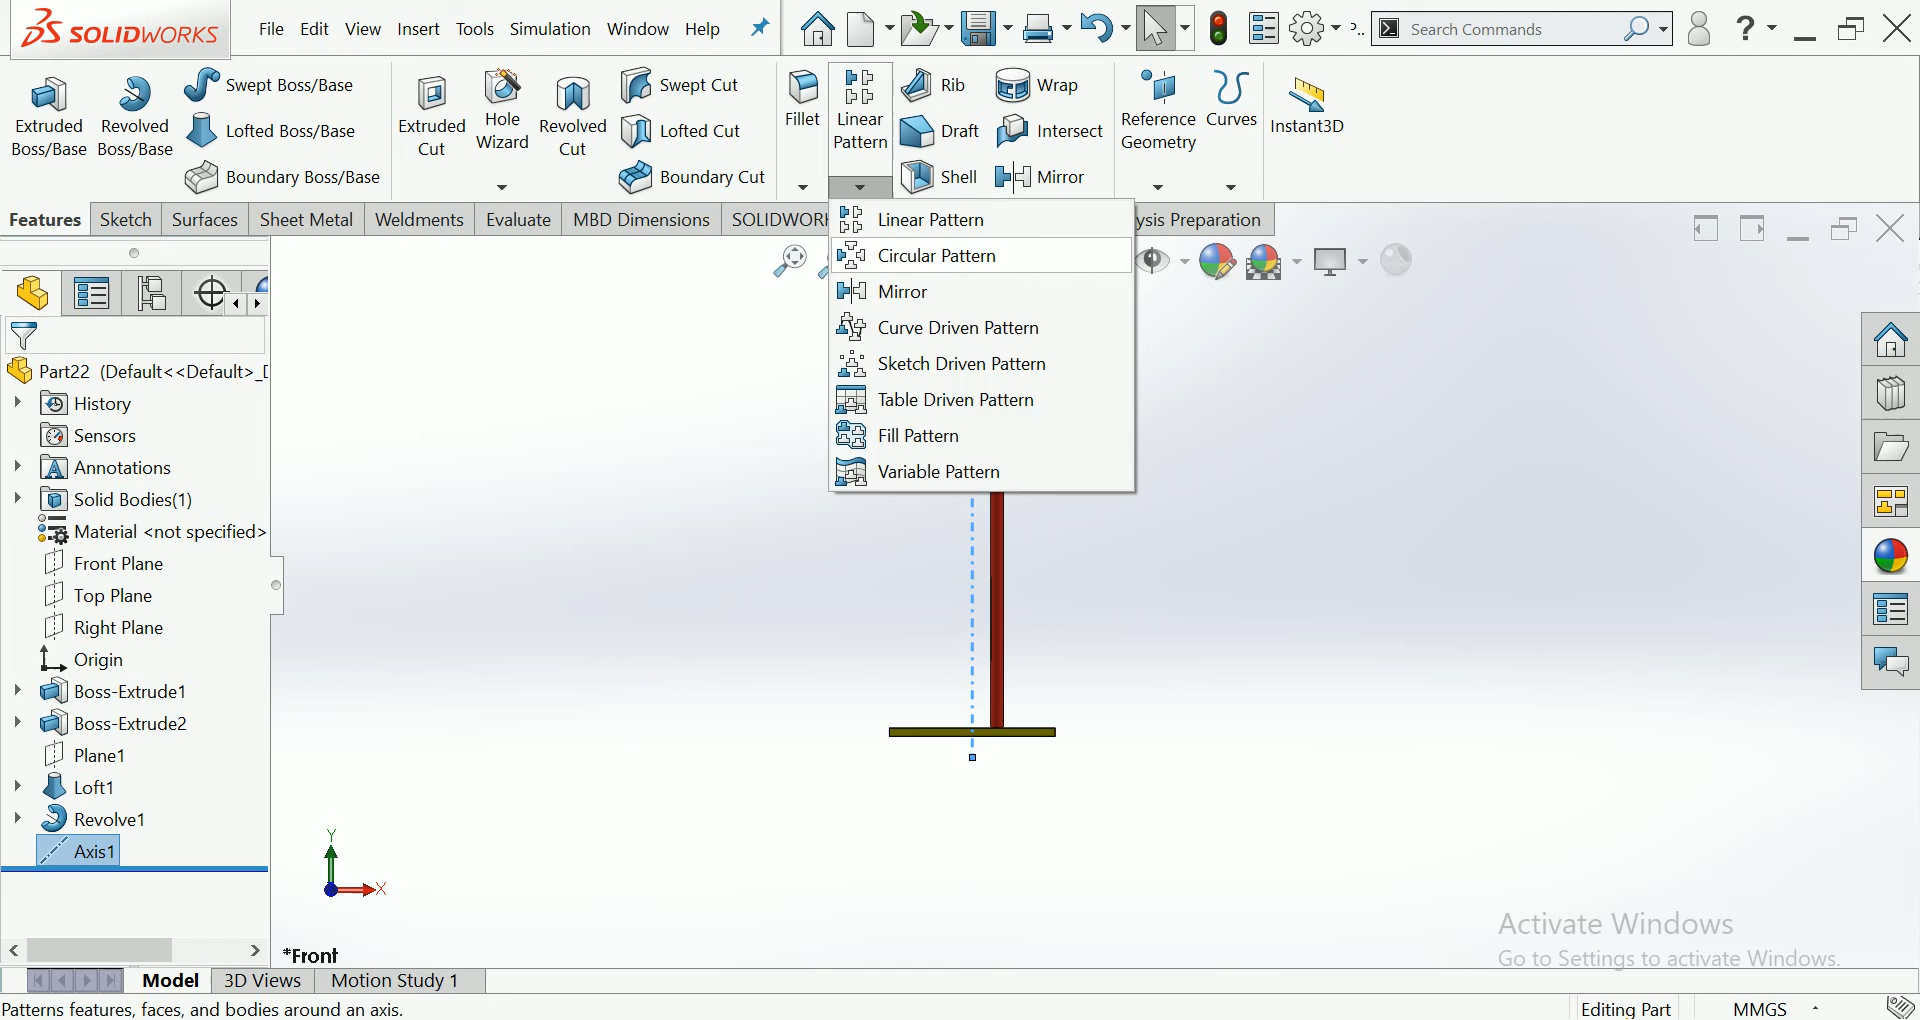 SOLIDWORKS File Edit View Insert Tools Simulation Window Help Search Commands ?
Extruded Boss/Base
Revolved Boss/Base
Swept Boss/Base
Lofted Boss/Base
Boundary Boss/Base
Extruded Cut
Hole Wizard
Revolved Cut
Swept Cut
Lofted Cut
Boundary Cut
Fillet
Linear Pattern
Rib
Draft
Shell
Wrap
Intersect
Mirror
Reference Geometry
Curves
Instant3D
Features Sketch Surfaces Sheet Metal Weldments Evaluate MBD Dimensions SOLIDWOR ysis Preparation
Linear Pattern
Circular Pattern
Mirror
Curve Driven Pattern
Sketch Driven Pattern
Table Driven Pattern
Fill Pattern
Variable Pattern
Part22 (Default<<Default>_
History
Sensors
Annotations
Solid Bodies(1)
Material <not specified>
Front Plane
Top Plane
Right Plane
Origin
Boss-Extrude1
Boss-Extrude2
Plane1
Loft1
Revolve1
Axis1
Y
X
*Front
Activate Windows
Go to Settings to activate Windows.
Model 3D Views Motion Study 1
Patterns features, faces, and bodies around an axis.
Editing Part MMGS